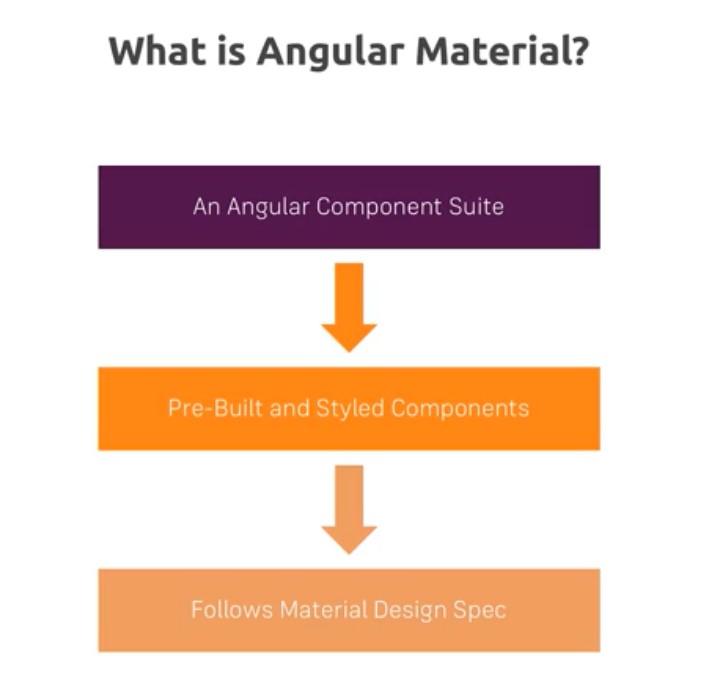 What is Angular Material?
An Angular Component Suite
Pre-Built and Styled Components
Follows Material Design Spec